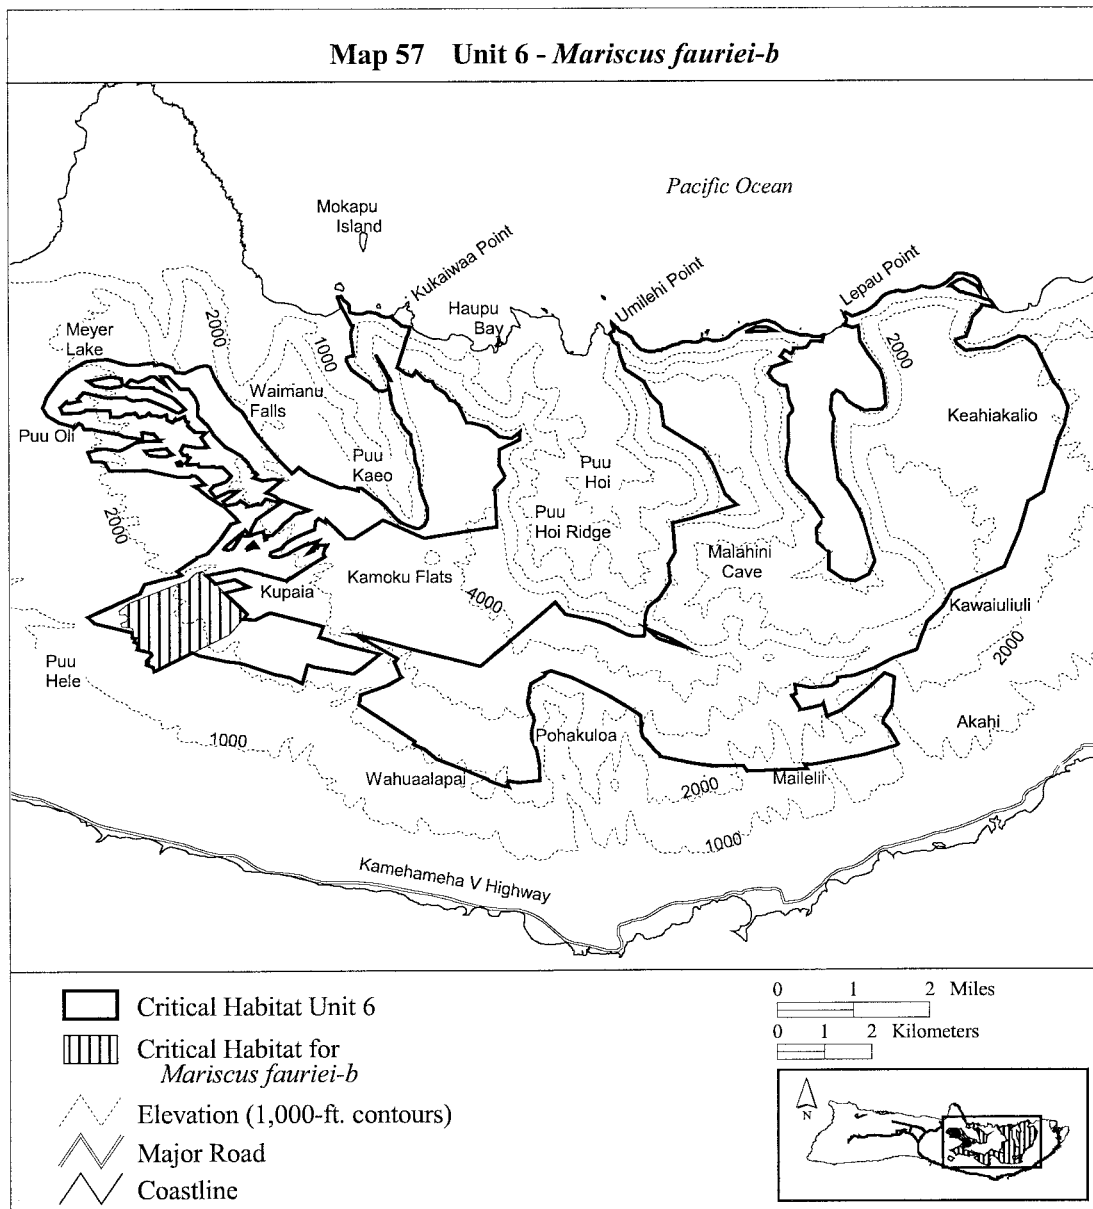 Map 57 Unit 6 - Mariscus fauriei-b
Pacific Ocean
Mokapu
Island
Kukaiwaa Point
Haupu
Bay
Umilehi Point
Lepau Point
Meyer
Lake
2000
1000
2000
Waimanu
Falls
Keahiakalio
Puu Oli
Puu
Kaeo
Puu
Hoi
Puu
Hoi Ridge
2000
Malahini
Cave
Kamoku Flats
Kupaia
4000
Kawaiuliuli
2000
Puu
Hele
1000
Akahi
Pohakuloa
Wahuaalapai
Mailelii
2000
1000
Kamehameha V Highway
Critical Habitat Unit 6
Critical Habitat for
Mariscus fauriei-b
Elevation (1,000-ft. contours)
Major Road
Coastline
0 1 2 Miles
0 1 2 Kilometers
N